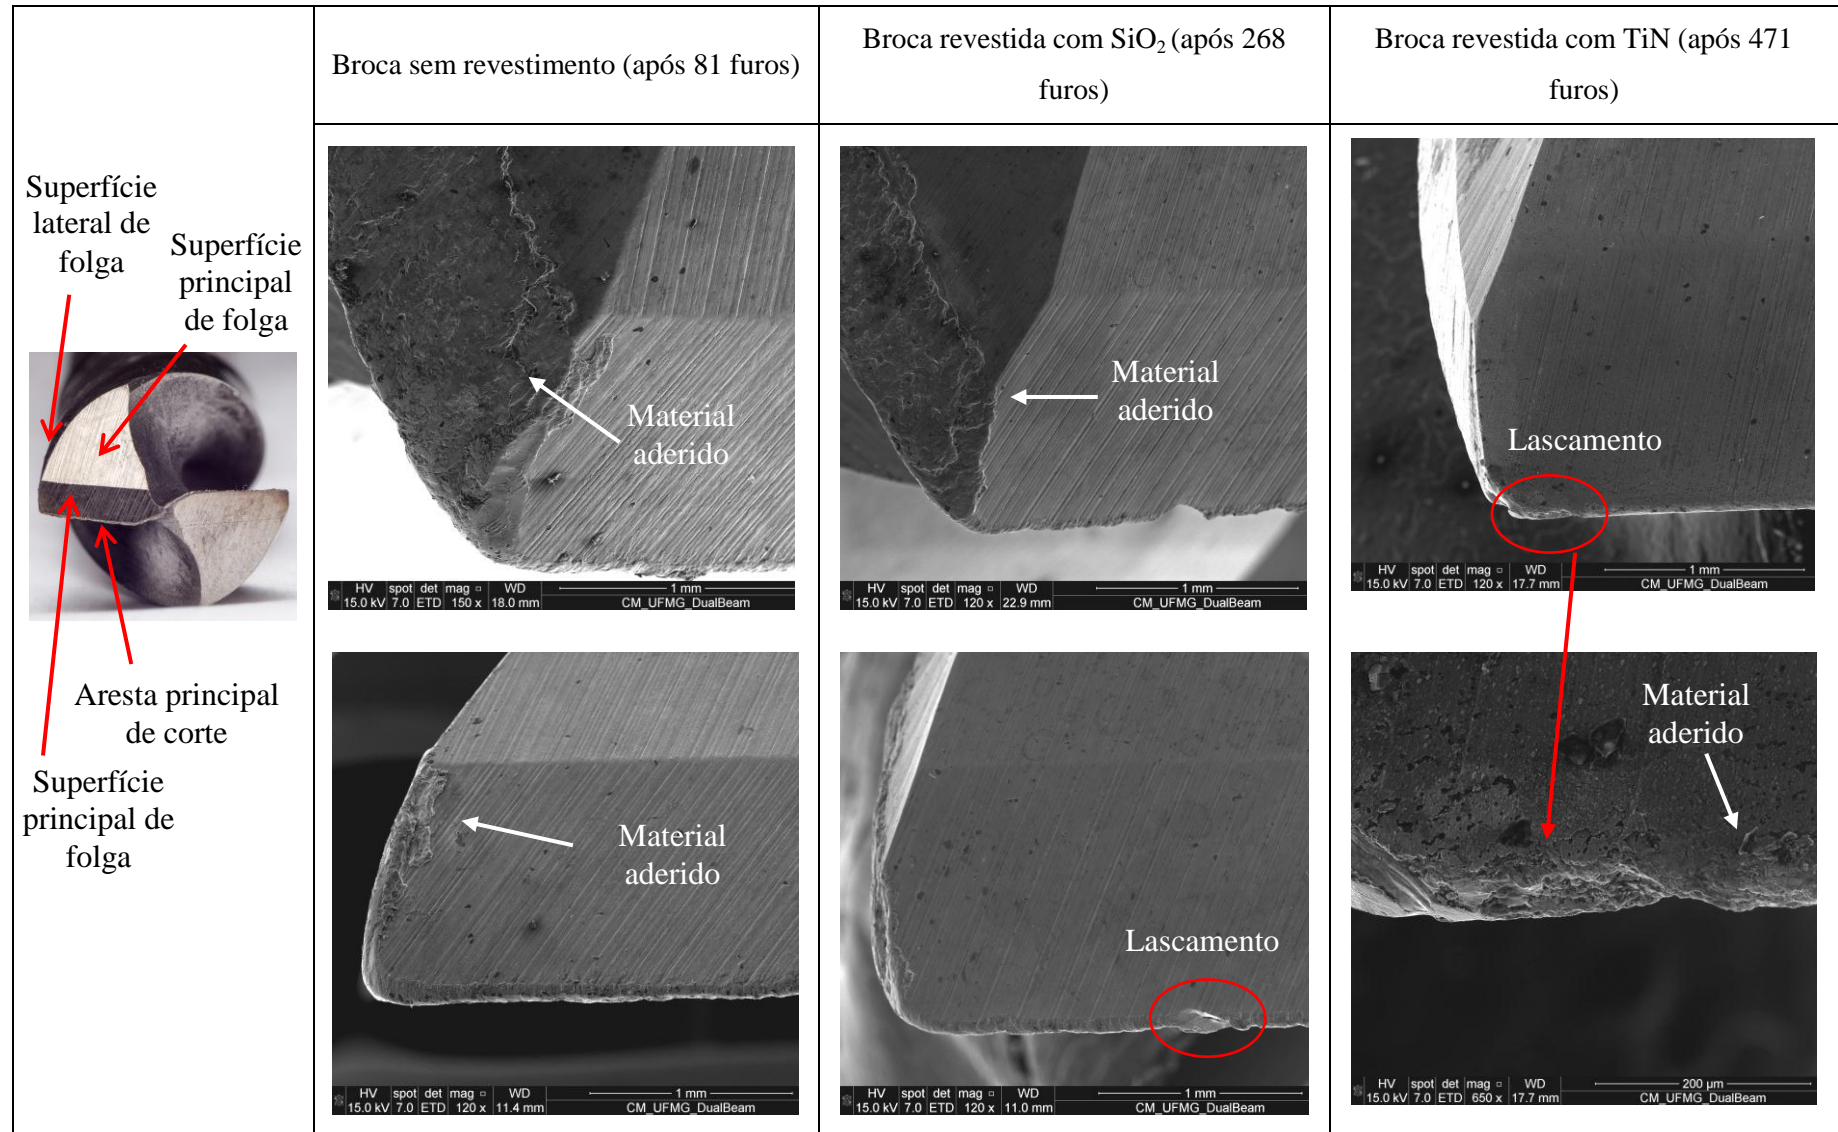 Broca sem revestimento (após 81 furos)
Broca revestida com SiO₂ (após 268
furos)
Broca revestida com TiN (após 471
furos)
Superfície
lateral de
folga
Superfície
principal
de folga
Aresta principal
de corte
Superfície
principal de
folga
Material
aderido
HV spot det mag □ WD 1 mm
15.0 kV 7.0 ETD 150 x 18.0 mm CM_UFMG_DualBeam
Material
aderido
HV spot det mag □ WD 1 mm
15.0 kV 7.0 ETD 120 x 22.9 mm CM_UFMG_DualBeam
Lascamento
HV spot det mag □ WD 1 mm
15.0 kV 7.0 ETD 120 x 17.7 mm CM_UFMG_DualBeam
Material
aderido
HV spot det mag □ WD 1 mm
15.0 kV 7.0 ETD 120 x 11.4 mm CM_UFMG_DualBeam
Lascamento
HV spot det mag □ WD 1 mm
15.0 kV 7.0 ETD 120 x 11.0 mm CM_UFMG_DualBeam
Material
aderido
HV spot det mag □ WD 200 µm
15.0 kV 7.0 ETD 650 x 17.7 mm CM_UFMG_DualBeam